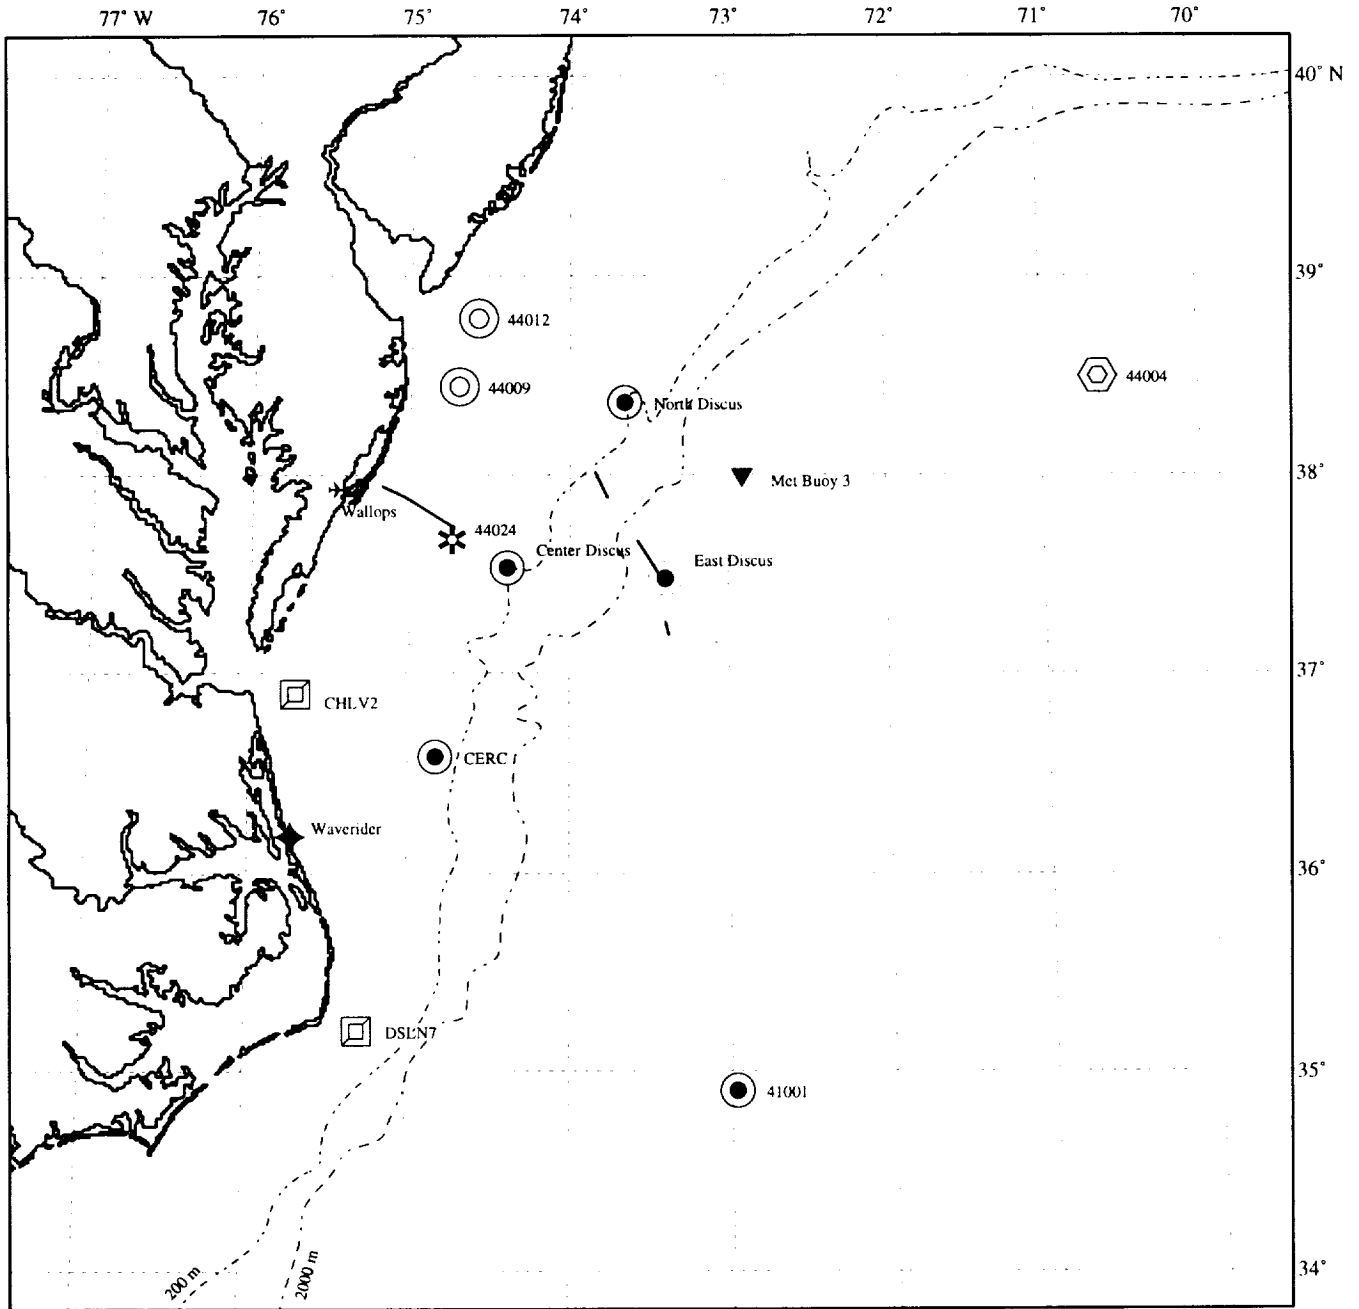 77° W 76° 75° 74° 73° 72° 71° 70°
40° N
39°
44012
44004
44009
North Discus
38°
Met Buoy 3
Wallops
44024
Center Discus
East Discus
37°
CHLV2
CERC
Waverider
36°
DSLN7
35°
41001
200 m
2000 m
34°